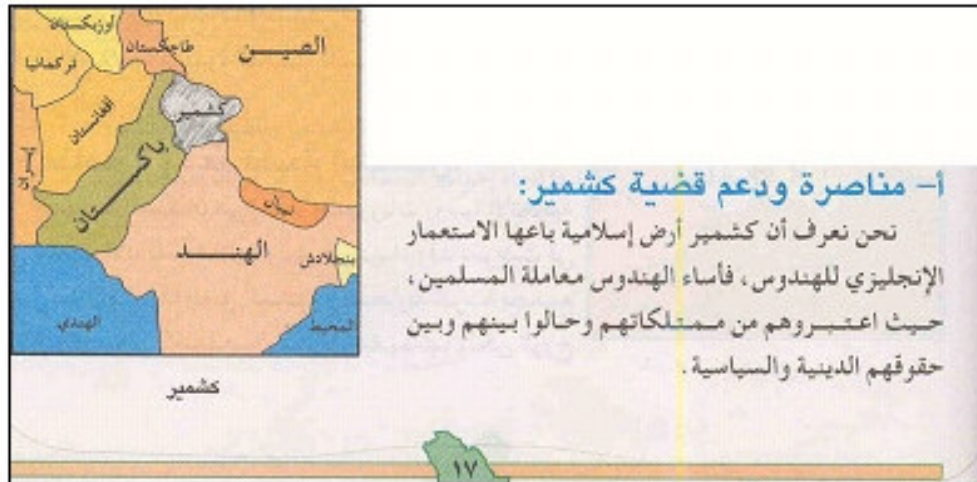 أوزبكستان
طاجكستان
الصين
تركمانيا
أفغانستان
كشمير
إيران
باكستان
نيبال
الهند
بنجلادش
الهندي
المحيط
كشمير
أ- مناصرة ودعم قضية كشمير:
نحن نعرف أن كشمير أرض إسلامية باعها الاستعمار
الإنجليزي للهندوس، فأساء الهندوس معاملة المسلمين،
حيث اعتبروهم من ممتلكاتهم وحالوا بينهم وبين
حقوقهم الدينية والسياسية.
١٧